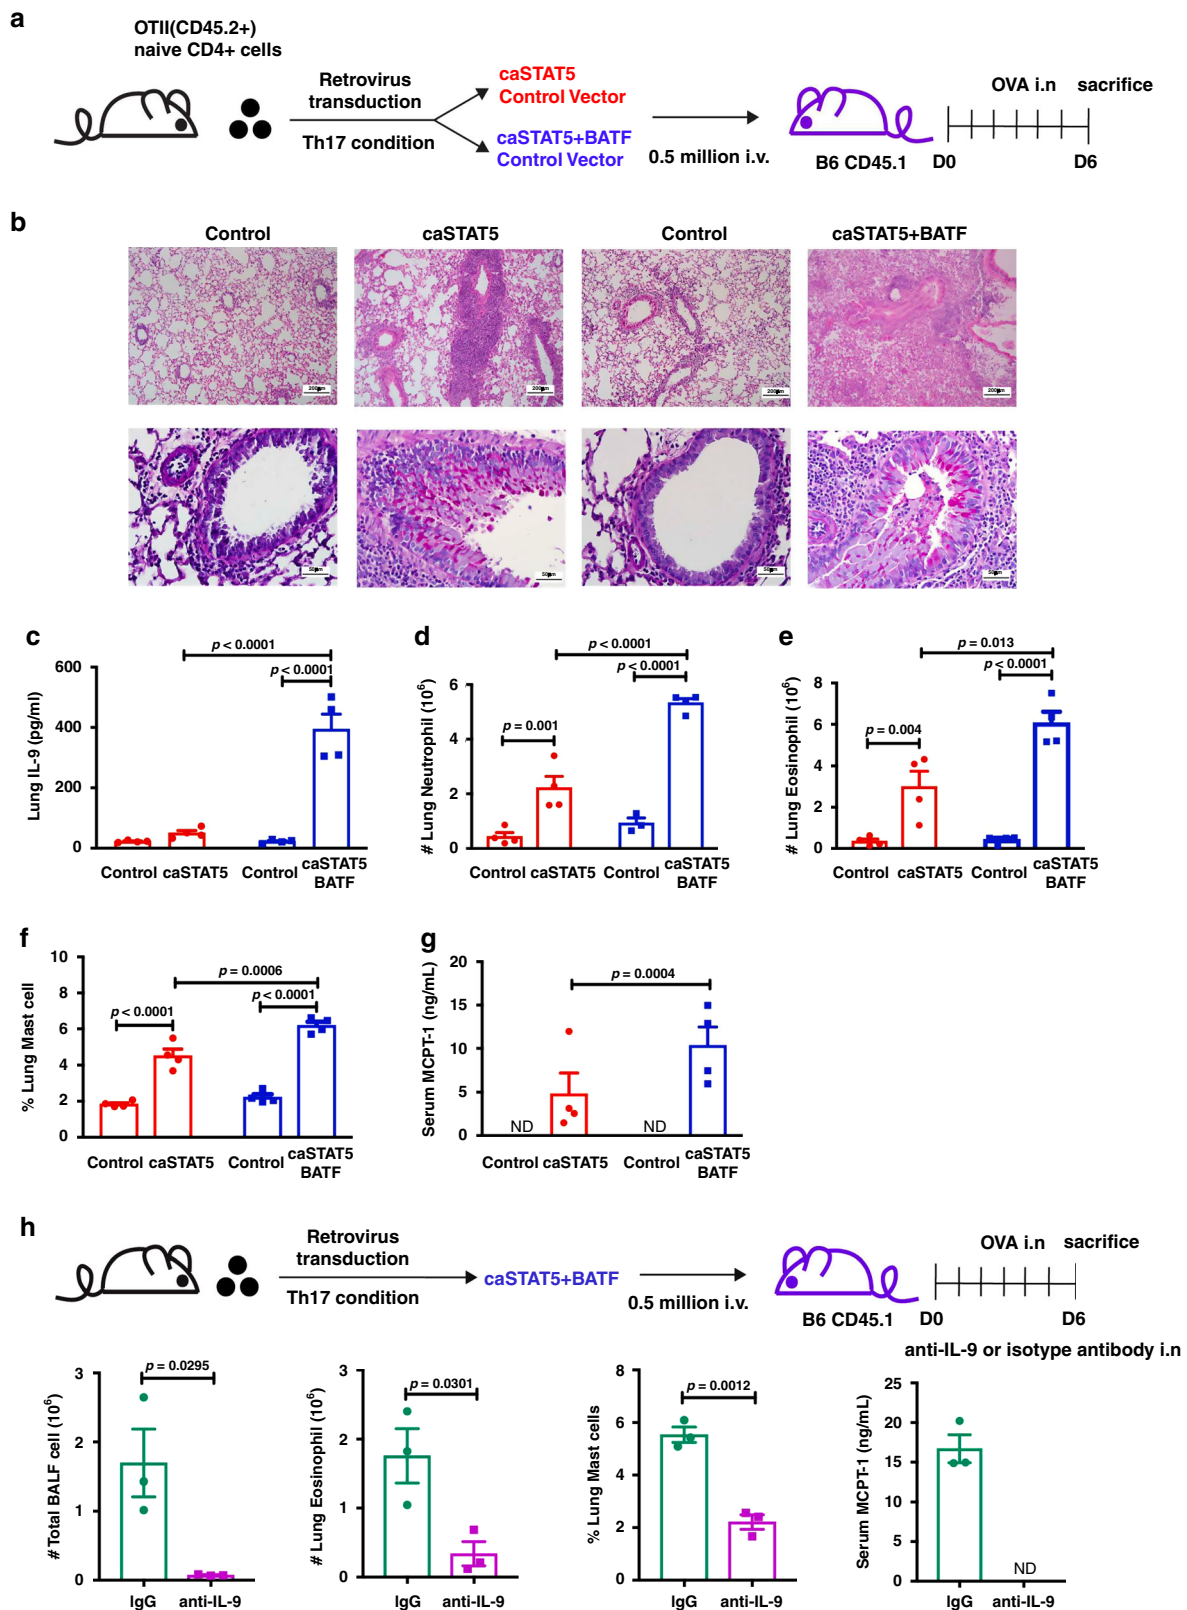 a
OTII(CD45.2+)
naive CD4+ cells
Retrovirus
transduction
Th17 condition
caSTAT5
Control Vector
caSTAT5+BATF
Control Vector
0.5 million i.v.
B6 CD45.1
OVA i.n
sacrifice
D0
D6
b
Control
caSTAT5
Control
caSTAT5+BATF
200μm
200μm
200μm
200μm
50μm
50μm
50μm
50μm
c
Lung IL-9 (pg/ml)
600
400
200
0
p < 0.0001
p < 0.0001
Control
caSTAT5
Control
caSTAT5
BATF
d
# Lung Neutrophil (10⁶)
6
4
2
0
p < 0.0001
p < 0.0001
p = 0.001
Control
caSTAT5
Control
caSTAT5
BATF
e
# Lung Eosinophil (10⁶)
8
6
4
2
0
p = 0.013
p < 0.0001
p = 0.004
Control
caSTAT5
Control
caSTAT5
BATF
f
% Lung Mast cell
10
8
6
4
2
0
p = 0.0006
p < 0.0001
p < 0.0001
Control
caSTAT5
Control
caSTAT5
BATF
g
Serum MCPT-1 (ng/mL)
20
15
10
5
0
p = 0.0004
ND
ND
Control
caSTAT5
Control
caSTAT5
BATF
h
Retrovirus
transduction
Th17 condition
caSTAT5+BATF
0.5 million i.v.
B6 CD45.1
OVA i.n
sacrifice
D0
D6
anti-IL-9 or isotype antibody i.n
# Total BALF cell (10⁶)
3
2
1
0
p = 0.0295
IgG
anti-IL-9
# Lung Eosinophil (10⁶)
3
2
1
0
p = 0.0301
IgG
anti-IL-9
% Lung Mast cells
8
6
4
2
0
p = 0.0012
IgG
anti-IL-9
Serum MCPT-1 (ng/mL)
25
20
15
10
5
0
ND
IgG
anti-IL-9